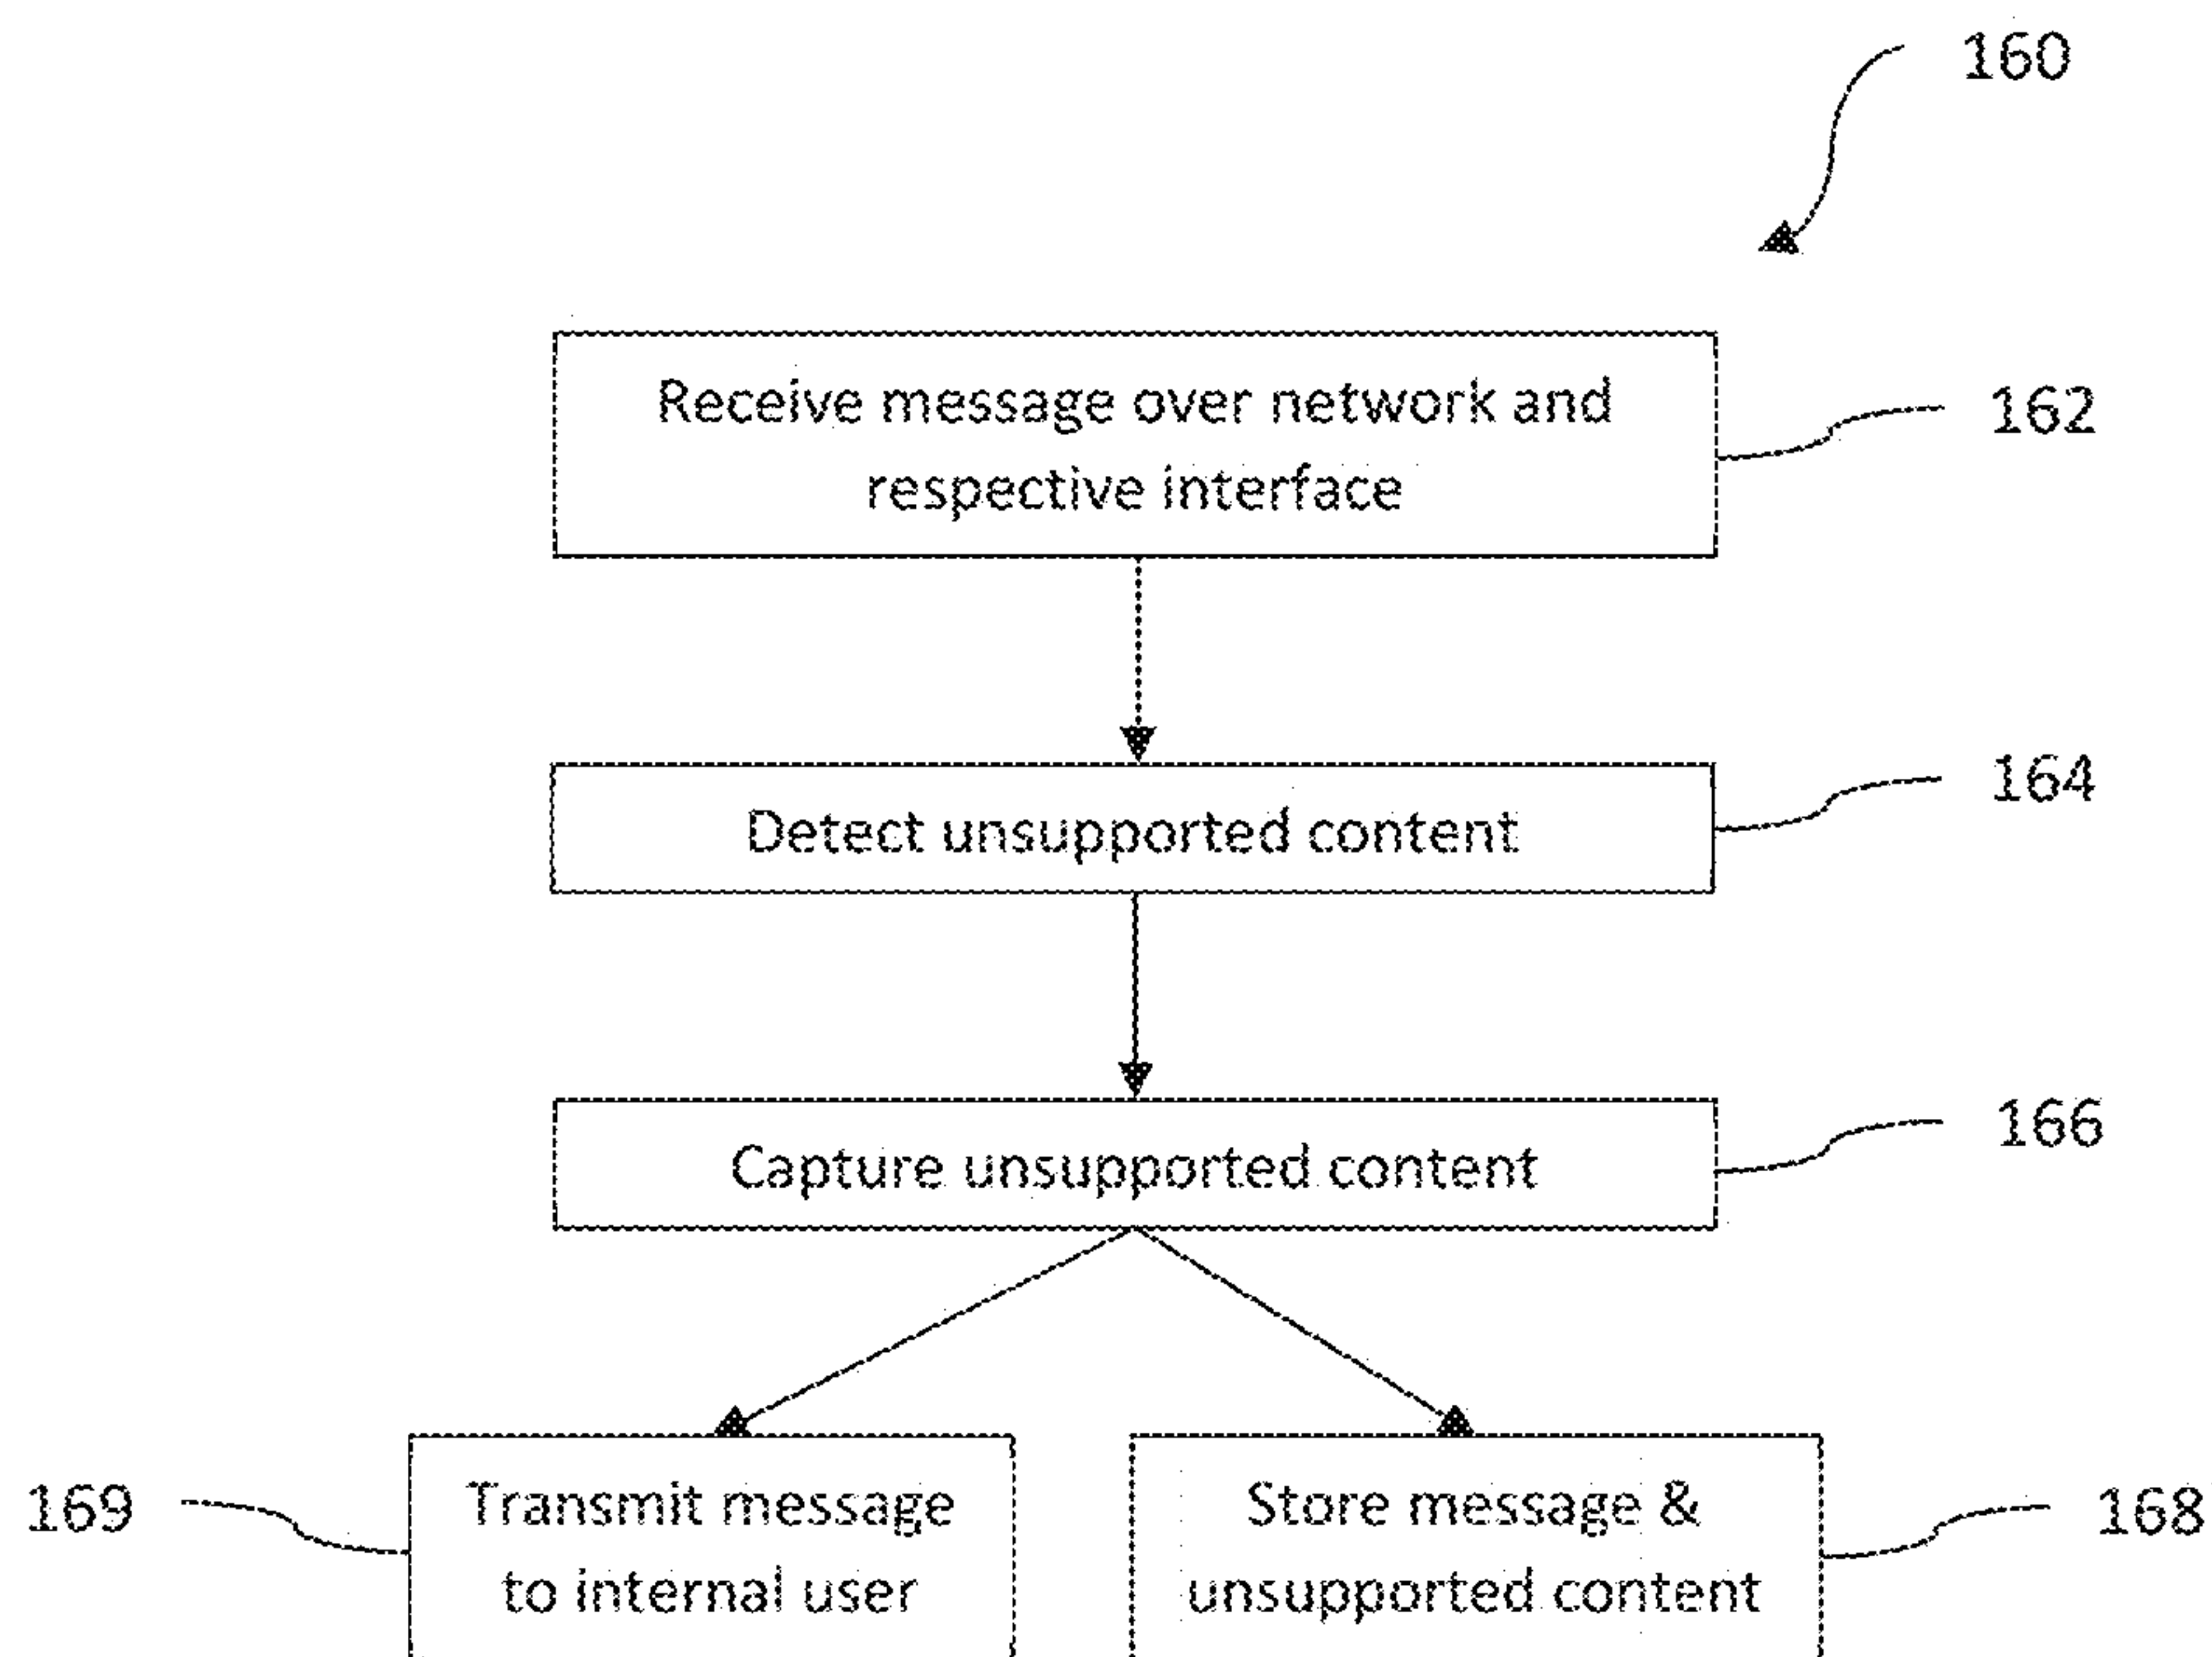 160
Receive message over network and
respective interface
162
Detect unsupported content
164
Capture unsupported content
166
169
Transmit message
to internal user
Store message &
unsupported content
168